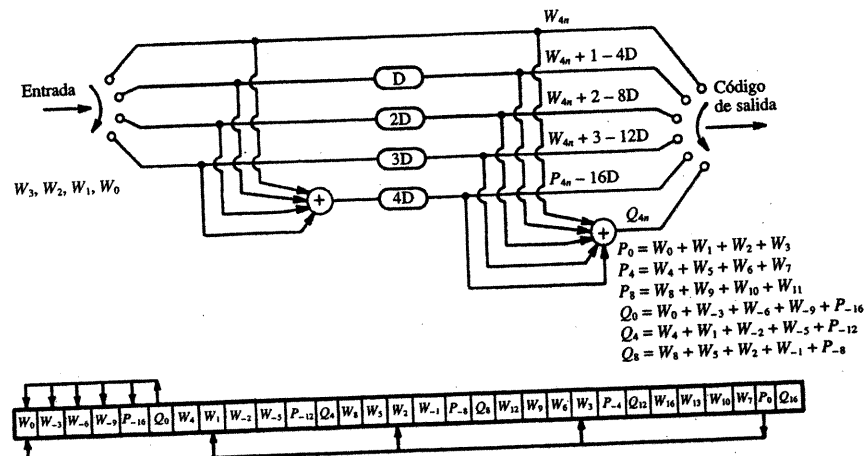 W₄ₙ
Entrada
D
W₄ₙ + 1 − 4D
Código
de salida
2D
W₄ₙ + 2 − 8D
3D
W₄ₙ + 3 − 12D
W₃, W₂, W₁, W₀
+
4D
P₄ₙ − 16D
Q₄ₙ
+
P₀ = W₀ + W₁ + W₂ + W₃
P₄ = W₄ + W₅ + W₆ + W₇
P₈ = W₈ + W₉ + W₁₀ + W₁₁
Q₀ = W₀ + W₋₃ + W₋₆ + W₋₉ + P₋₁₆
Q₄ = W₄ + W₁ + W₋₂ + W₋₅ + P₋₁₂
Q₈ = W₈ + W₅ + W₂ + W₋₁ + P₋₈
W₀ W₋₃ W₋₆ W₋₉ P₋₁₆ Q₀ W₄ W₁ W₋₂ W₋₅ P₋₁₂ Q₄ W₈ W₅ W₂ W₋₁ P₋₈ Q₈ W₁₂ W₉ W₆ W₃ P₋₄ Q₁₂ W₁₆ W₁₃ W₁₀ W₇ P₀ Q₁₆